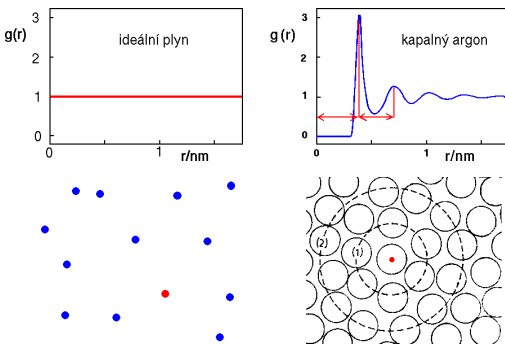 g(r)
3
2
1
0
ideální plyn
0
1
r/nm
g (r)
3
2
1
0
kapalný argon
0
1
r/nm
(2)
(1)